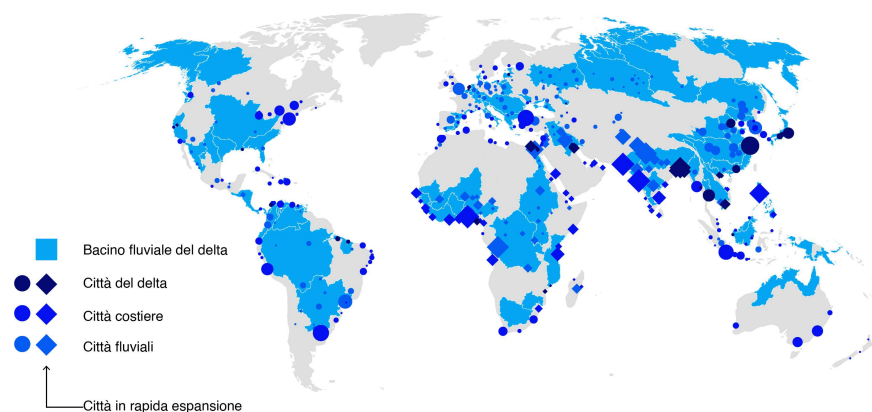 Bacino fluviale del delta
Città del delta
Città costiere
Città fluviali
Città in rapida espansione